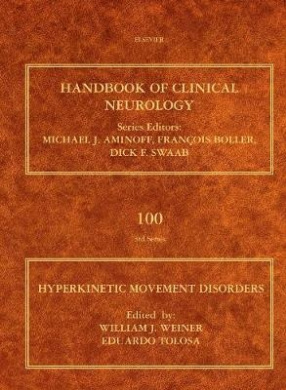 ELSEVIER
HANDBOOK OF CLINICAL
NEUROLOGY
Series Editors:
MICHAEL J. AMINOFF, FRANÇOIS BOLLER,
DICK F. SWAAB
100
3rd Series
HYPERKINETIC MOVEMENT DISORDERS
Edited by:
WILLIAM J. WEINER
EDUARDO TOLOSA